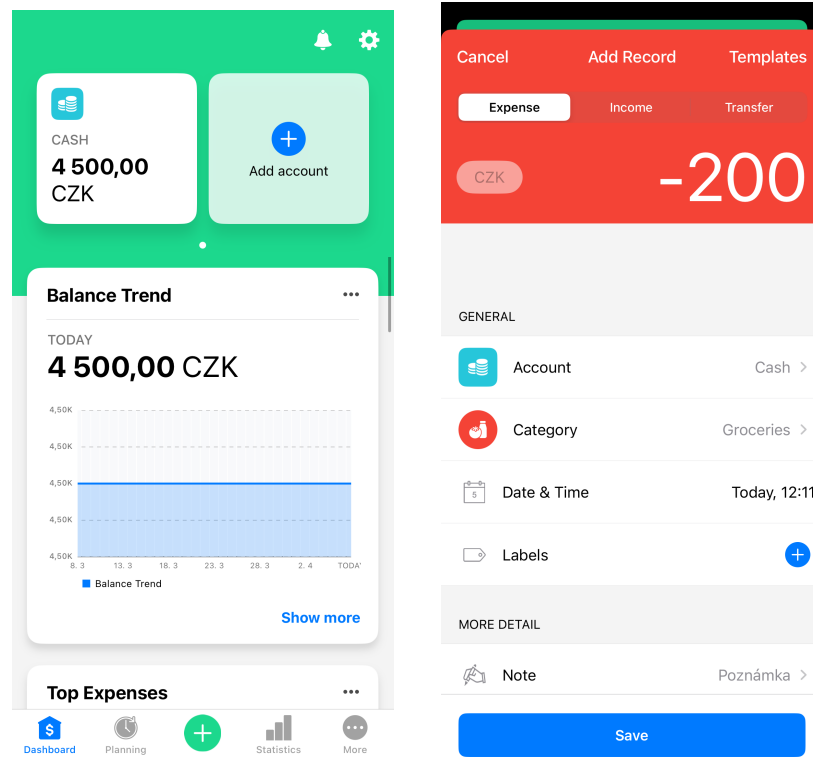 CASH
4 500,00
CZK
Add account
Balance Trend
TODAY
4 500,00 CZK
4,50K
4,50K
4,50K
4,50K
4,50K
8. 3 13. 3 18. 3 23. 3 28. 3 2. 4 TODA'
Balance Trend
Show more
Top Expenses
$
Dashboard Planning Statistics More
Cancel Add Record Templates
Expense Income Transfer
CZK -200
GENERAL
Account Cash
Category Groceries
5 Date & Time Today, 12:11
Labels
MORE DETAIL
Note Poznámka
Save